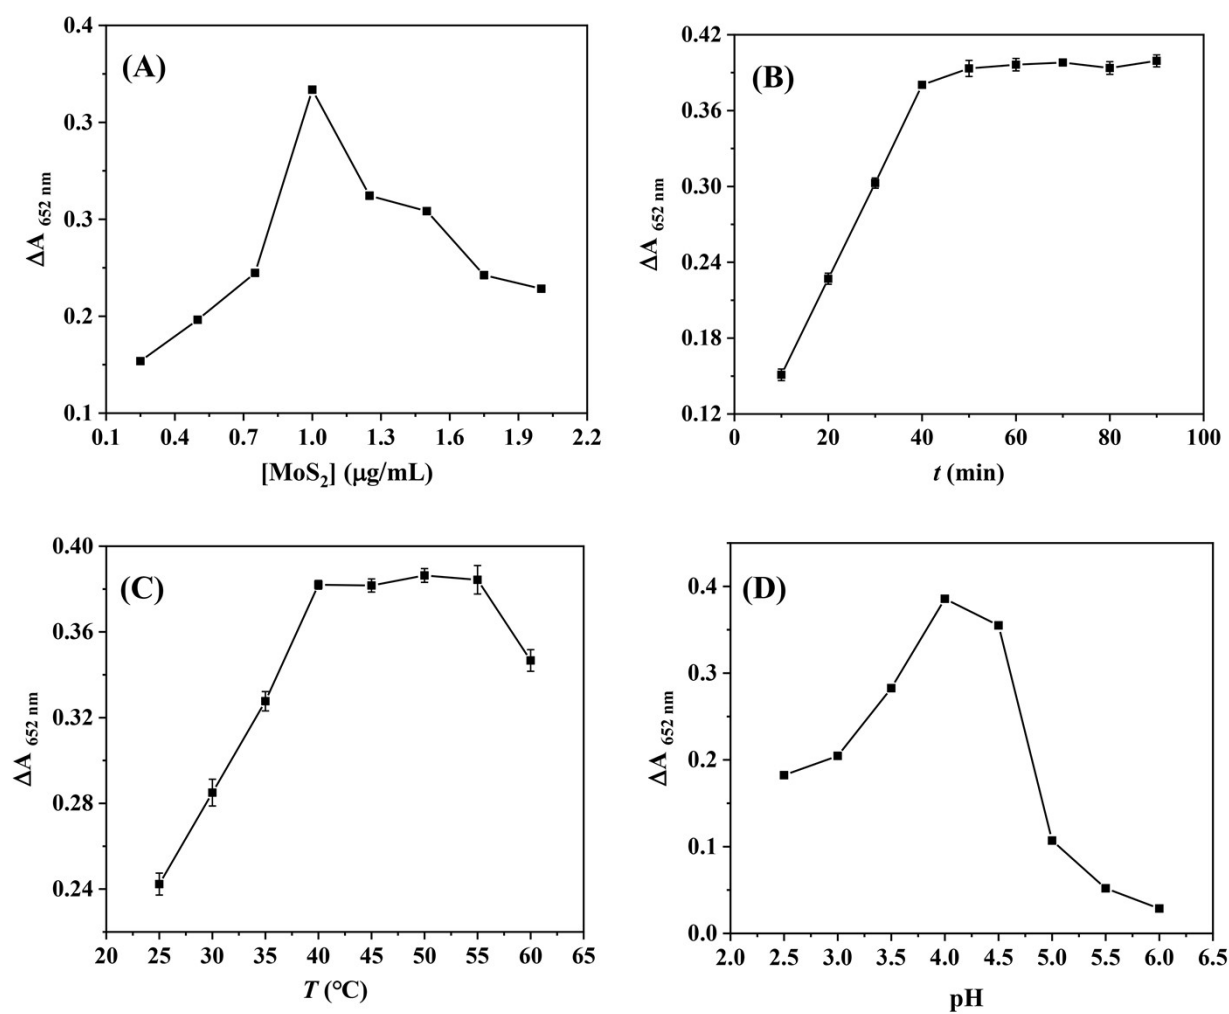 (A)
0.4
0.3
0.3
0.2
0.1
0.1 0.4 0.7 1.0 1.3 1.6 1.9 2.2
ΔA 652 nm
[MoS2] (μg/mL)
(B)
0.42
0.36
0.30
0.24
0.18
0.12
0 20 40 60 80 100
ΔA 652 nm
t (min)
(C)
0.40
0.36
0.32
0.28
0.24
25 30 35 40 45 50 55 60 65
ΔA 652 nm
T (°C)
(D)
0.4
0.3
0.2
0.1
0.0
2.0 2.5 3.0 3.5 4.0 4.5 5.0 5.5 6.0 6.5
ΔA 652 nm
pH